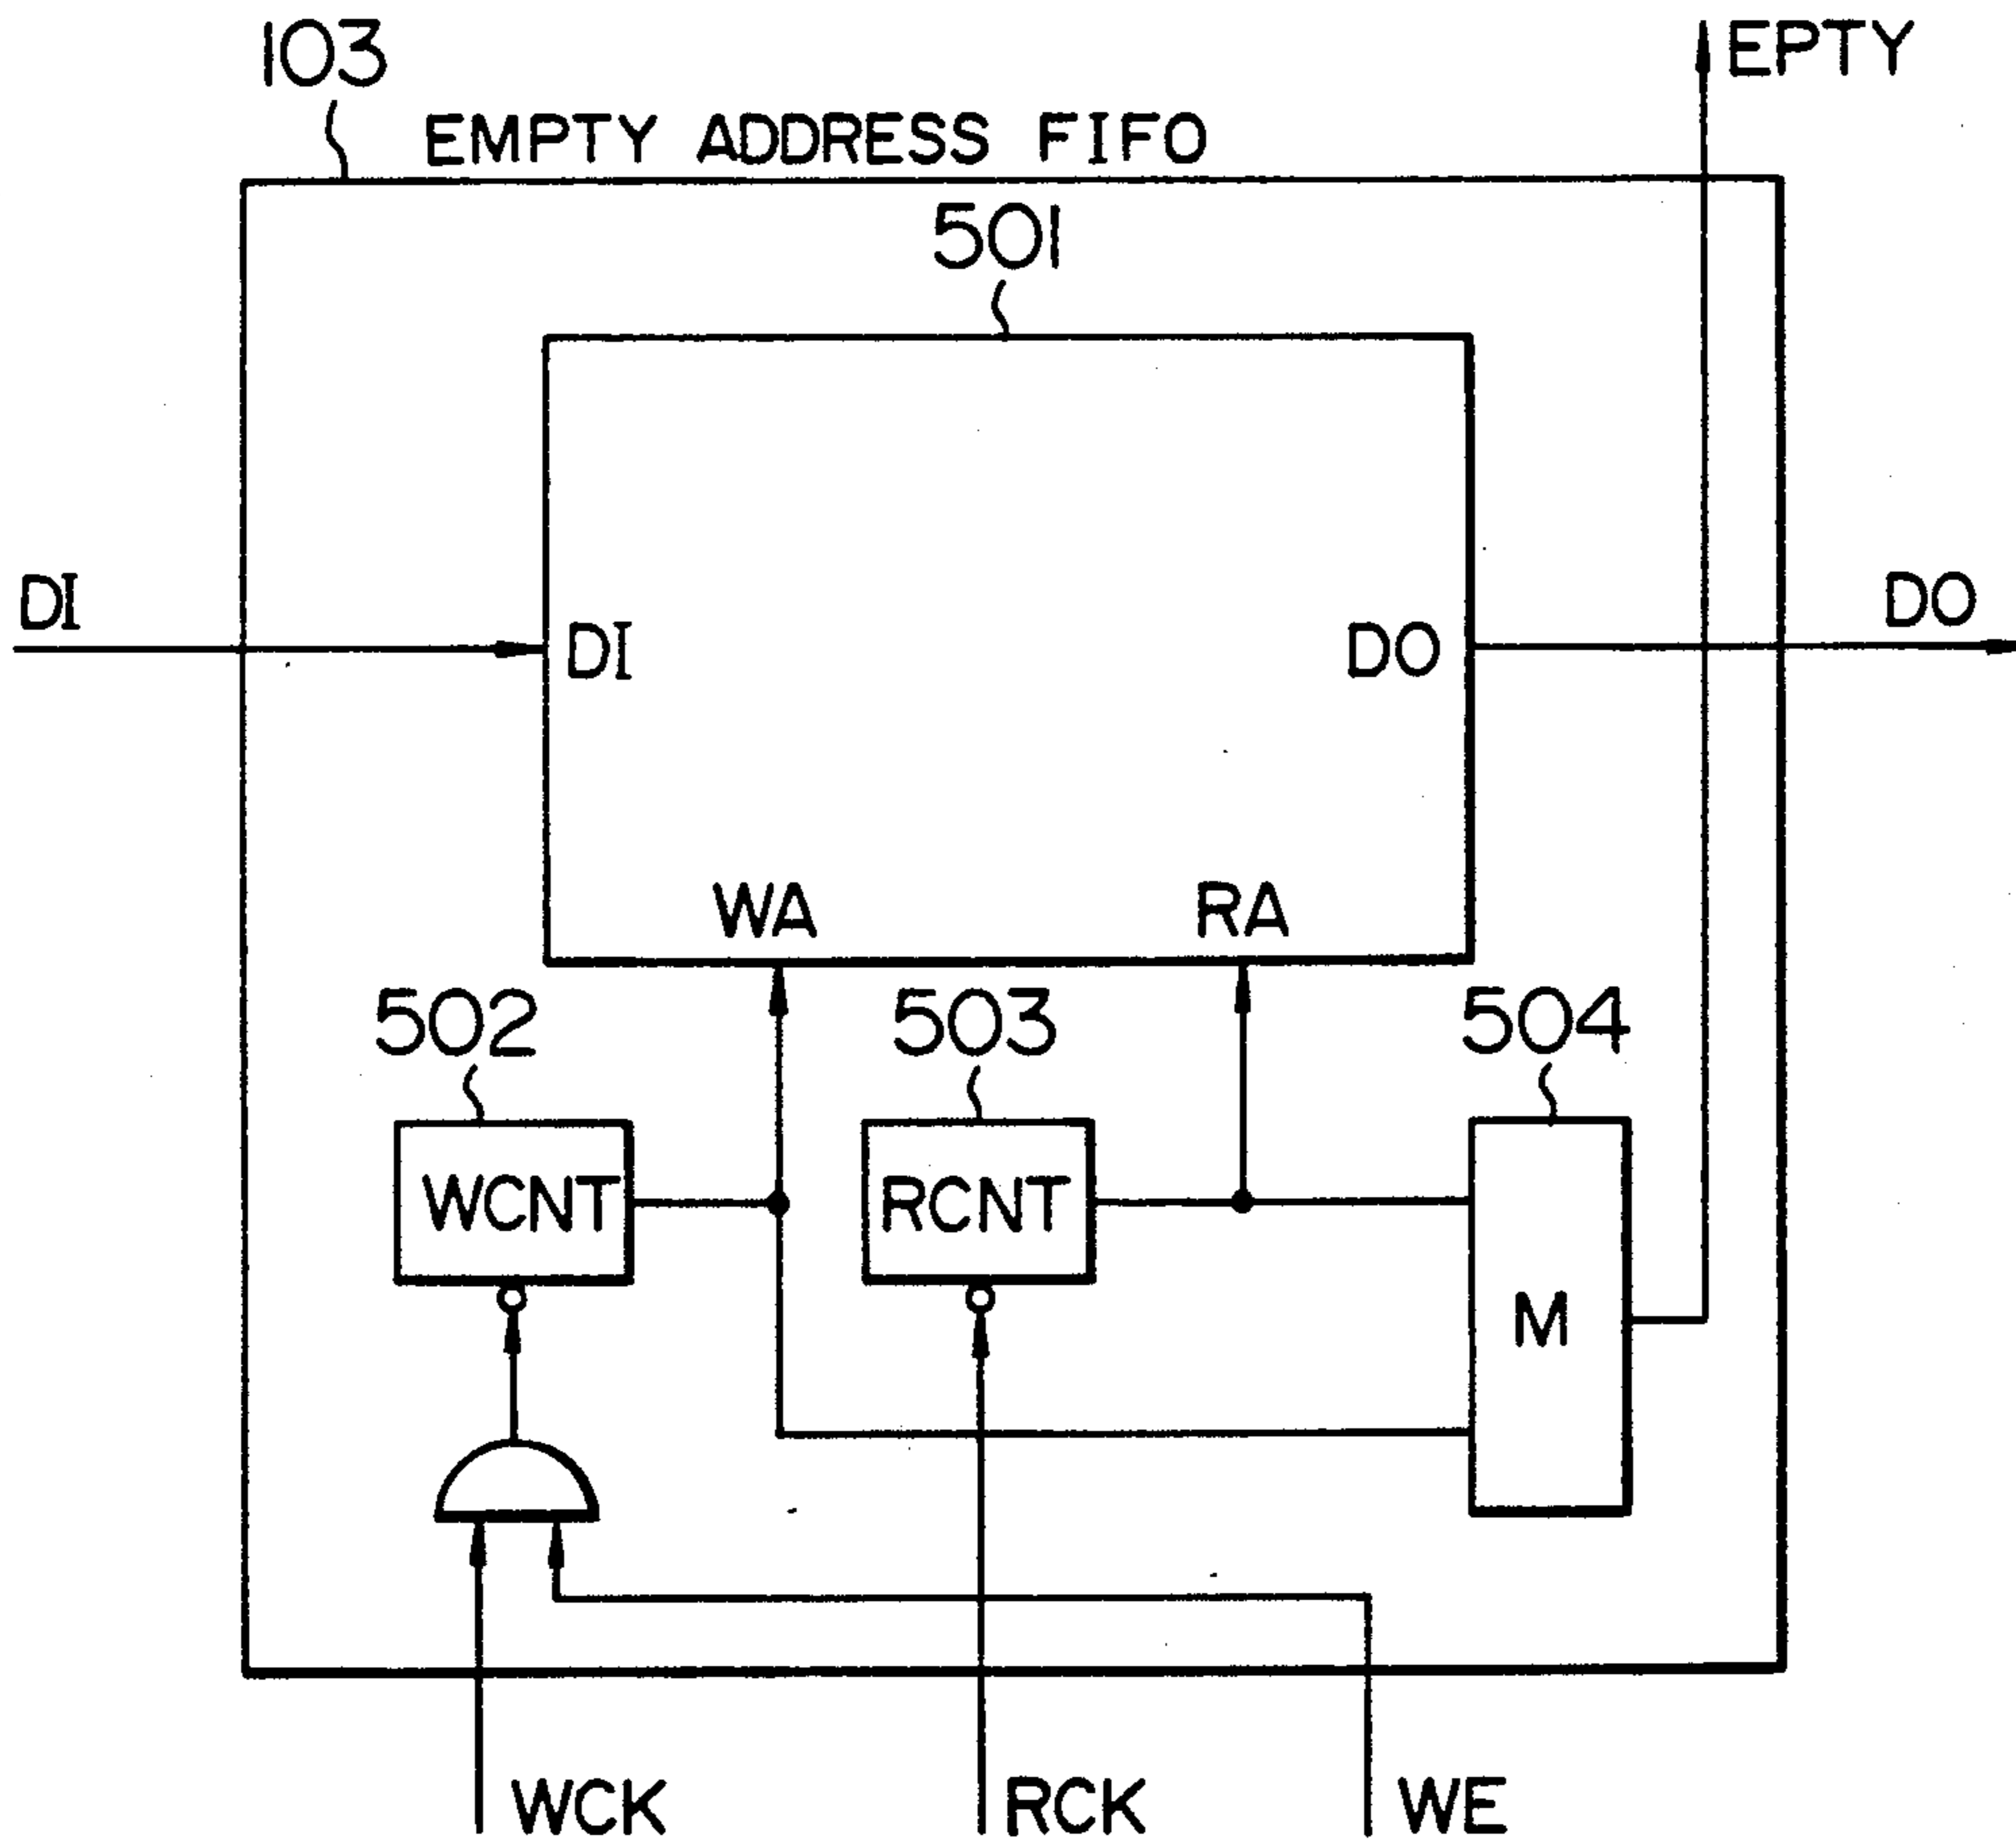 103
EPTY
EMPTY ADDRESS FIFO
501
DI
DO
DI
DO
WA
RA
502
503
504
WCNT
RCNT
M
WCK
RCK
WE